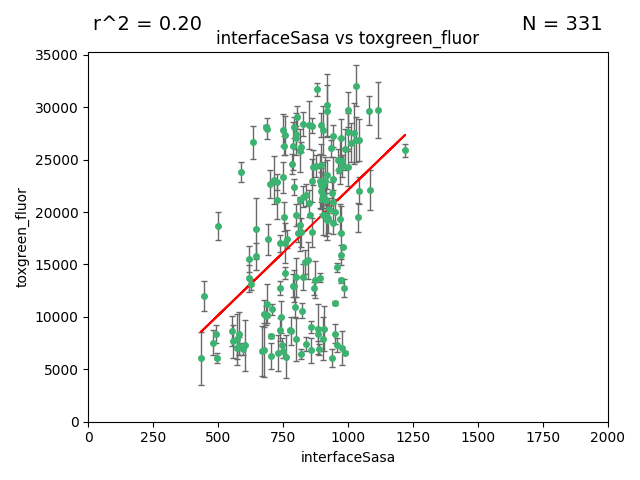 r^2 = 0.20
N = 331
interfaceSasa vs toxgreen_fluor
35000
30000
25000
20000
15000
10000
5000
0
toxgreen_fluor
0 250 500 750 1000 1250 1500 1750 2000
interfaceSasa